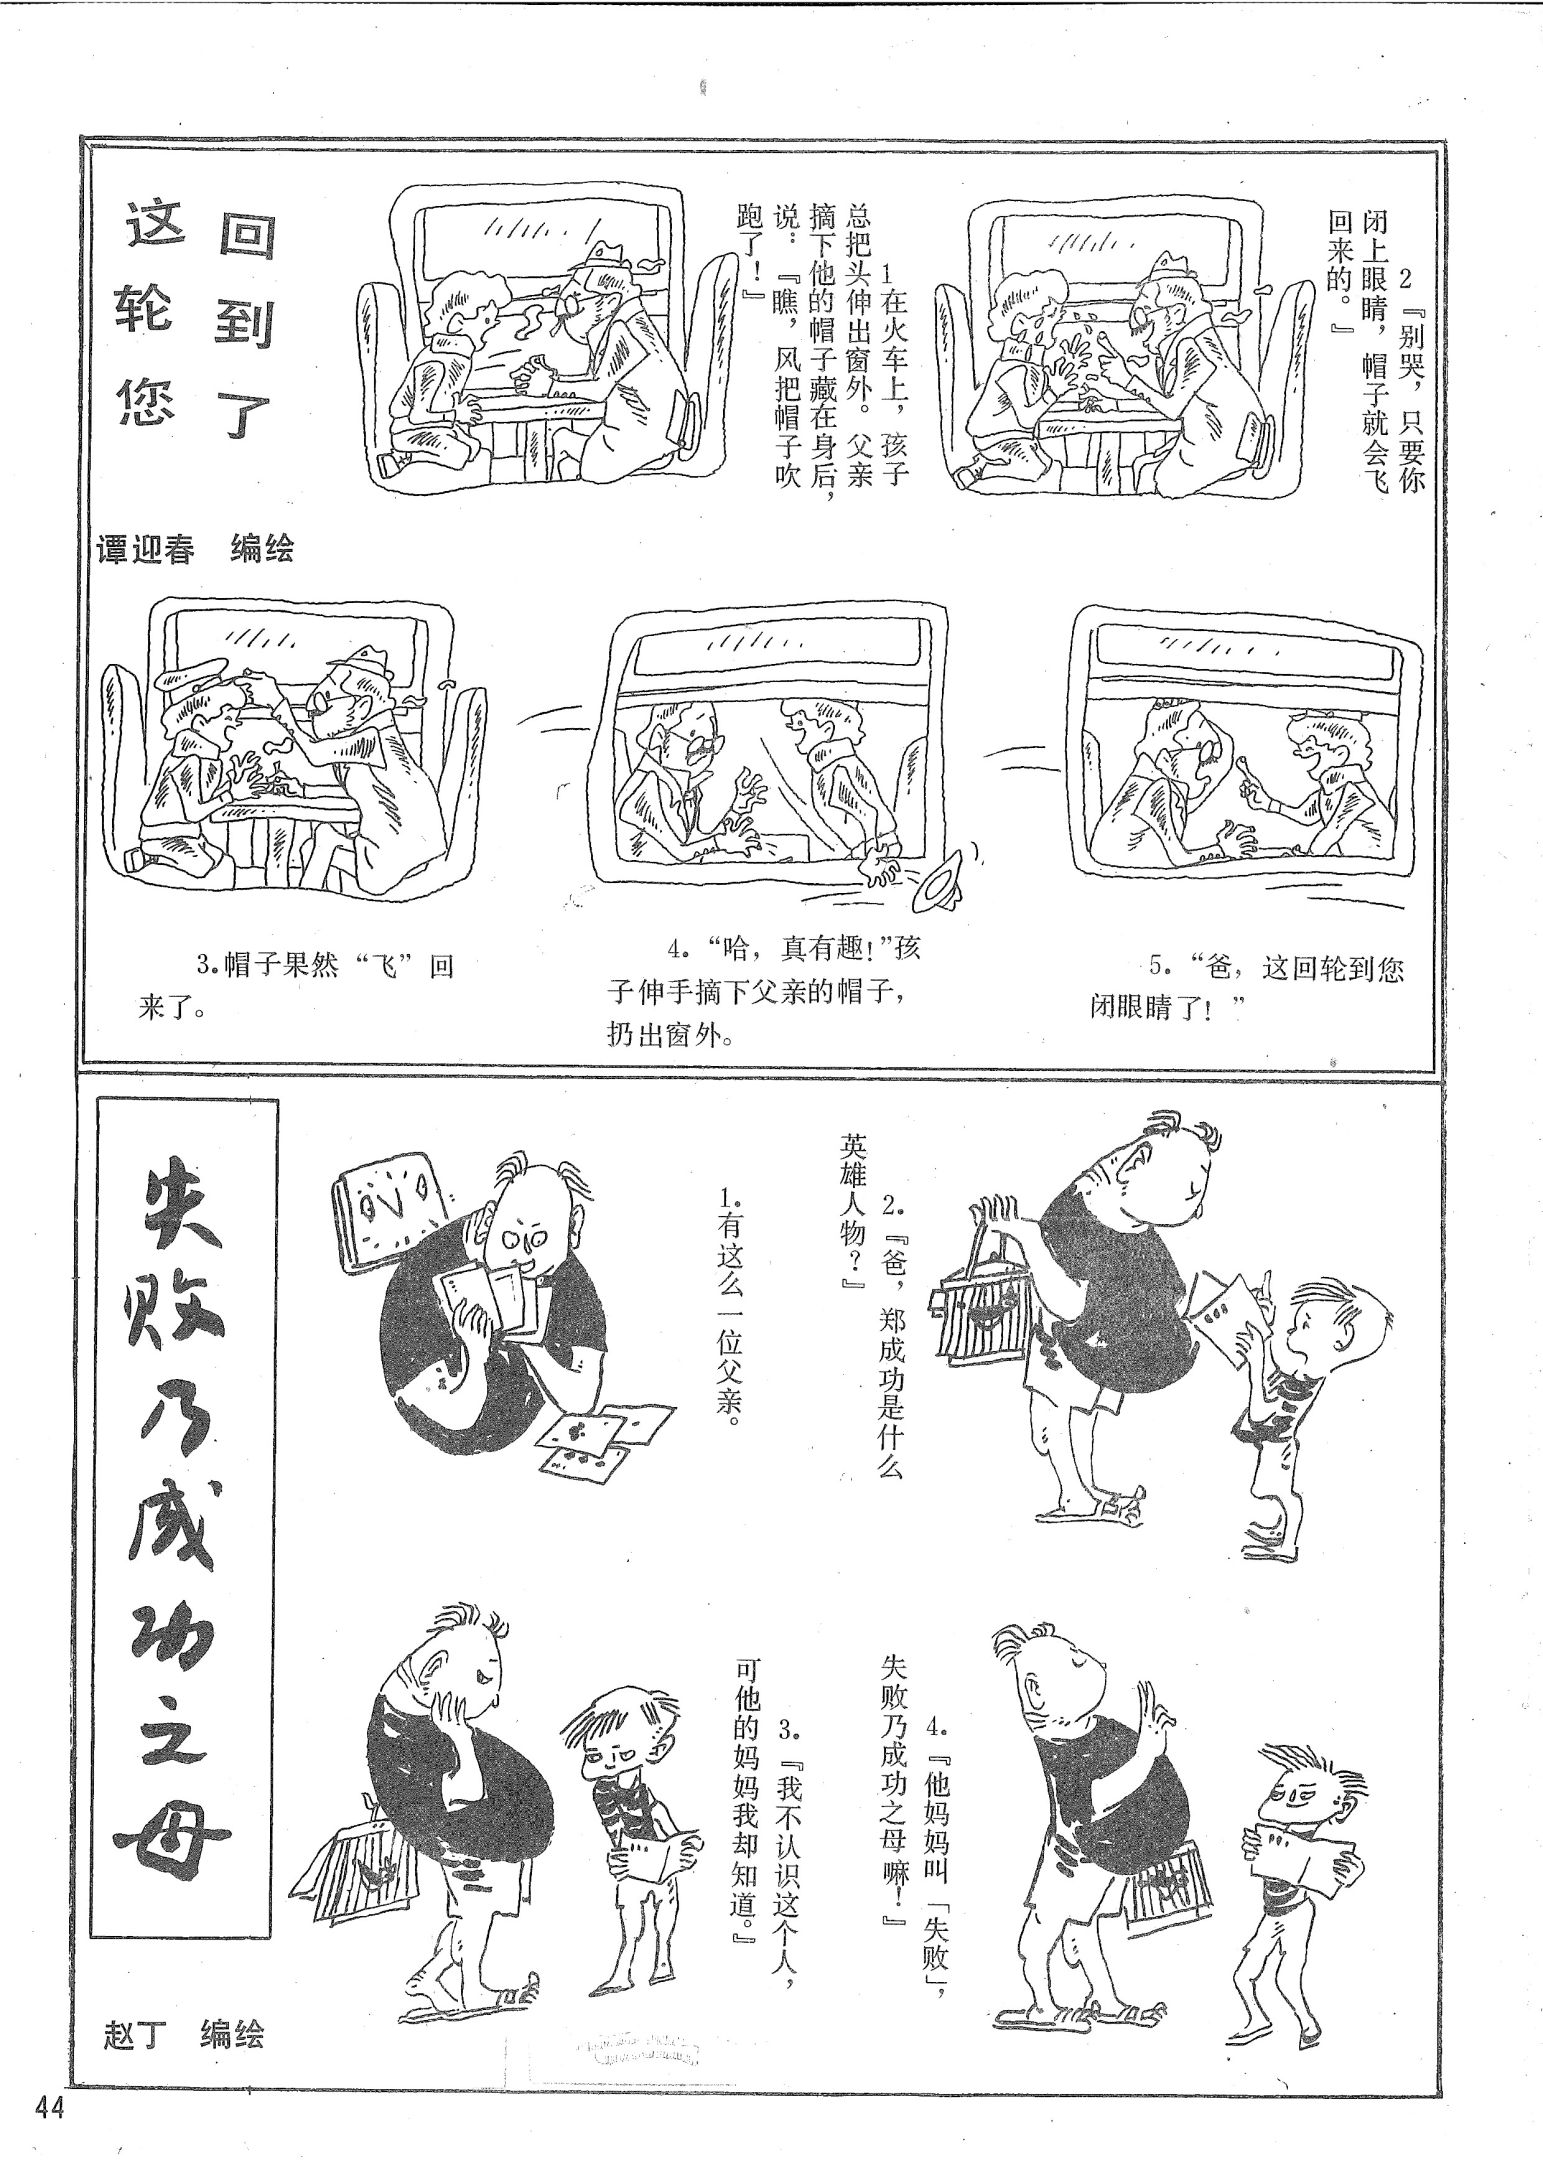 这回
轮到
您了
谭迎春　编绘
1在火车上，孩子
总把头伸出窗外。父亲
摘下他的帽子藏在身后，
说：『瞧，风把帽子吹
跑了！』
2『别哭，只要你
闭上眼睛，帽子就会飞
回来的。』
3.帽子果然“飞”回
来了。
4.“哈，真有趣！”孩
子伸手摘下父亲的帽子，
扔出窗外。
5.“爸，这回轮到您
闭眼睛了！”
失败乃成功之母
赵丁　编绘
1.有这么一位父亲。
2.『爸，郑成功是什么
英雄人物？』
3.『我不认识这个人，
可他的妈妈我却知道。』
4.『他妈妈叫「失败」，
失败乃成功之母嘛！』
44